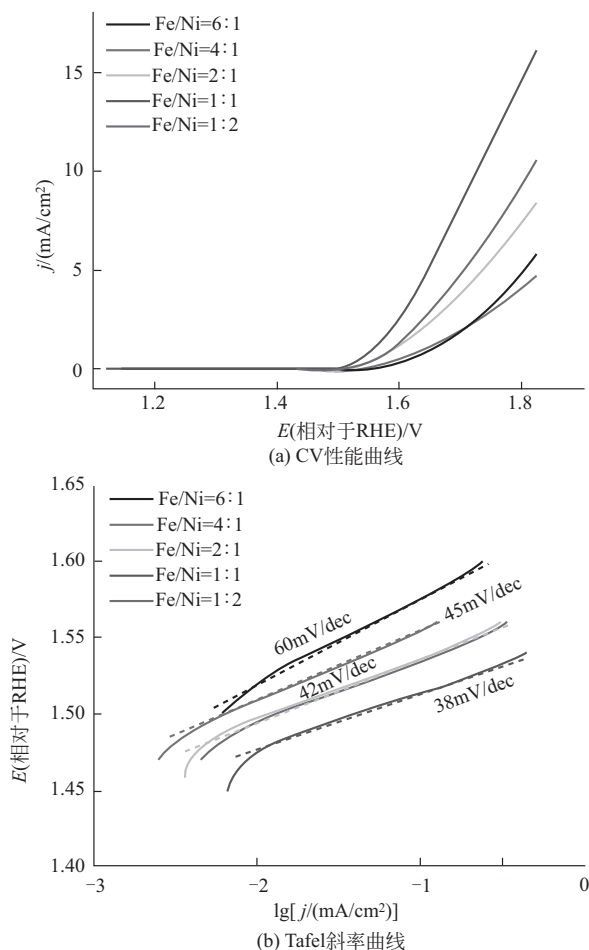 Fe/Ni=6∶1
Fe/Ni=4∶1
Fe/Ni=2∶1
Fe/Ni=1∶1
Fe/Ni=1∶2
15
10
5
0
j/(mA/cm²)
1.2
1.4
1.6
1.8
E(相对于RHE)/V
(a) CV性能曲线
1.65
1.60
1.55
1.50
1.45
1.40
E(相对于RHE)/V
Fe/Ni=6∶1
Fe/Ni=4∶1
Fe/Ni=2∶1
Fe/Ni=1∶1
Fe/Ni=1∶2
60mV/dec
45mV/dec
42mV/dec
38mV/dec
−3
−2
−1
0
lg[ j/(mA/cm²)]
(b) Tafel斜率曲线